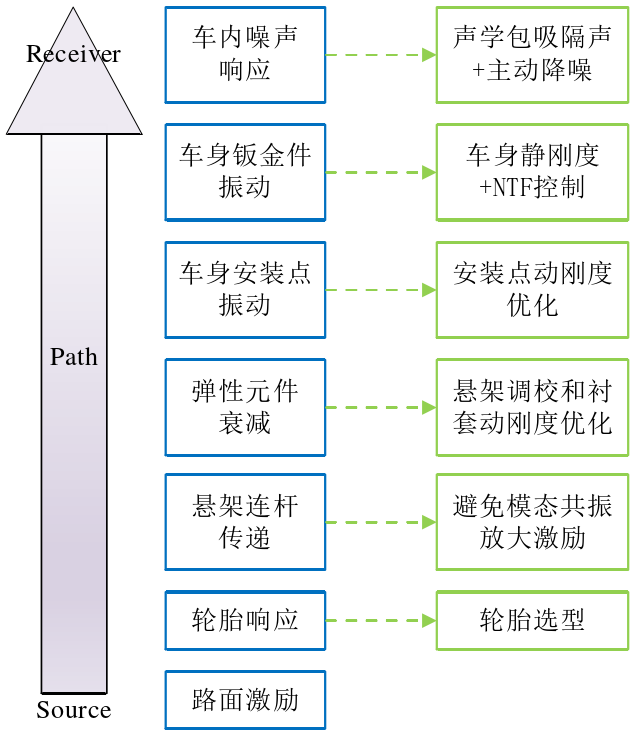 Receiver
车内噪声
响应
声学包吸隔声
+主动降噪
车身钣金件
振动
车身静刚度
+NTF控制
车身安装点
振动
安装点动刚度
优化
Path
弹性元件
衰减
悬架调校和衬
套动刚度优化
悬架连杆
传递
避免模态共振
放大激励
轮胎响应
轮胎选型
Source
路面激励